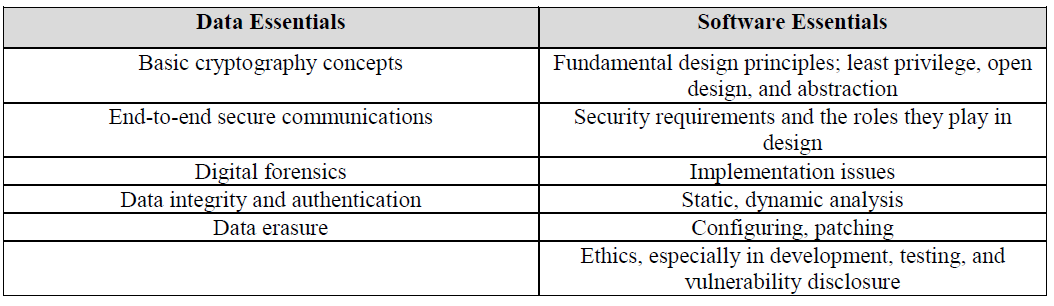 Data Essentials Software Essentials
Basic cryptography concepts Fundamental design principles; least privilege, open
design, and abstraction
End-to-end secure communications Security requirements and the roles they play in
design
Digital forensics Implementation issues
Data integrity and authentication Static, dynamic analysis
Data erasure Configuring, patching
Ethics, especially in development, testing, and
vulnerability disclosure